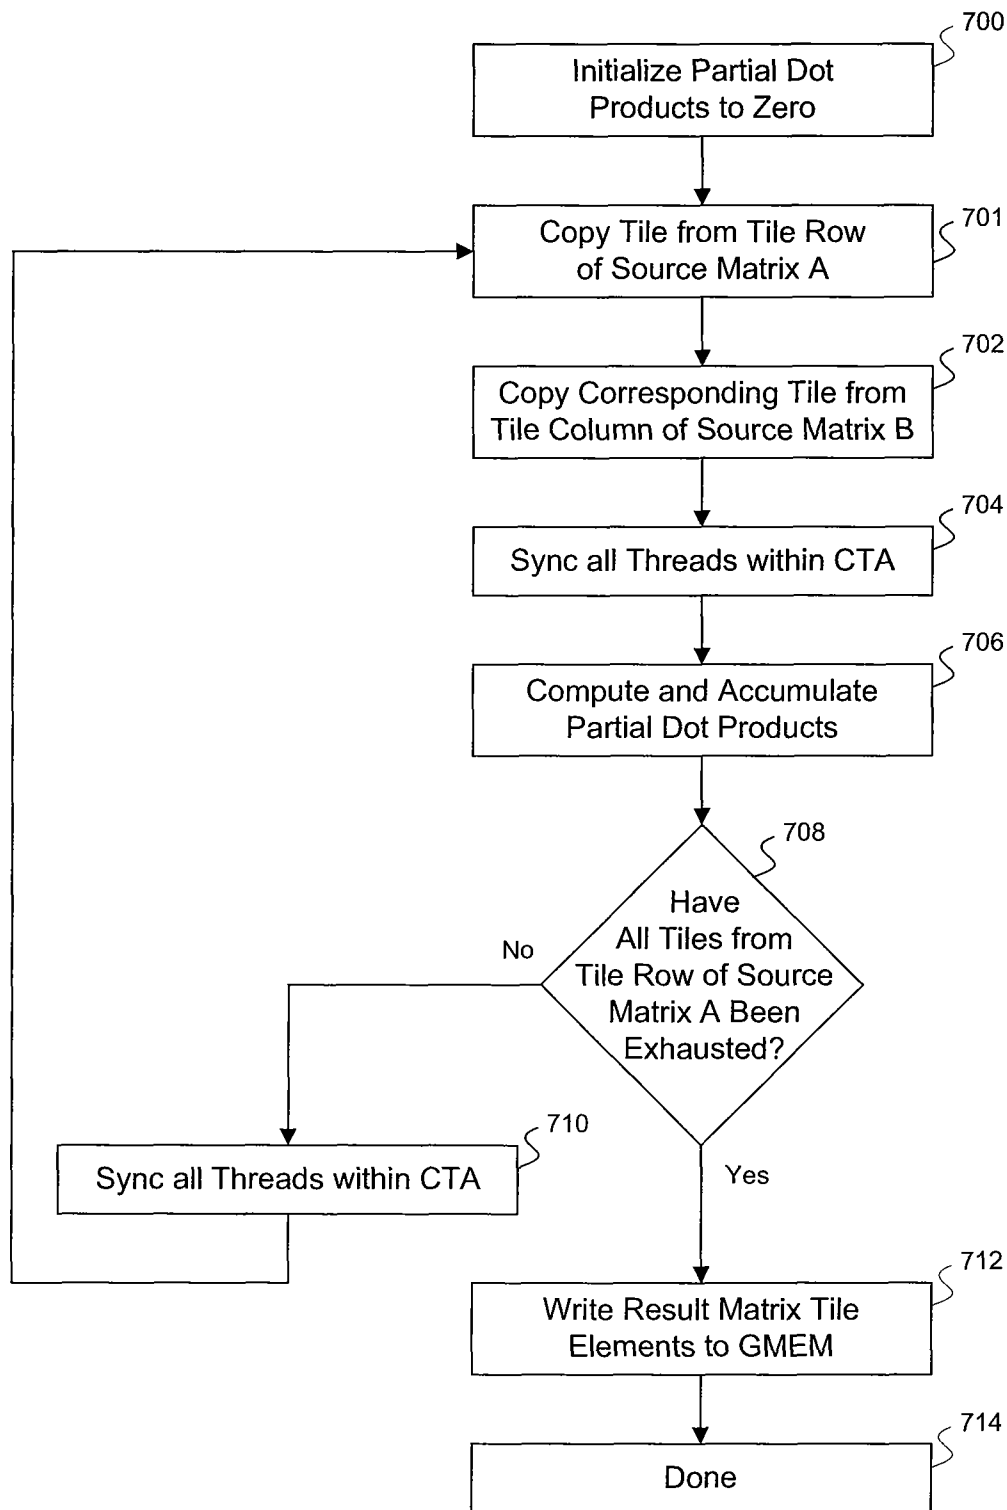 700
Initialize Partial Dot
Products to Zero
701
Copy Tile from Tile Row
of Source Matrix A
702
Copy Corresponding Tile from
Tile Column of Source Matrix B
704
Sync all Threads within CTA
706
Compute and Accumulate
Partial Dot Products
708
Have
All Tiles from
Tile Row of Source
Matrix A Been
Exhausted?
No
710
Sync all Threads within CTA
Yes
712
Write Result Matrix Tile
Elements to GMEM
714
Done